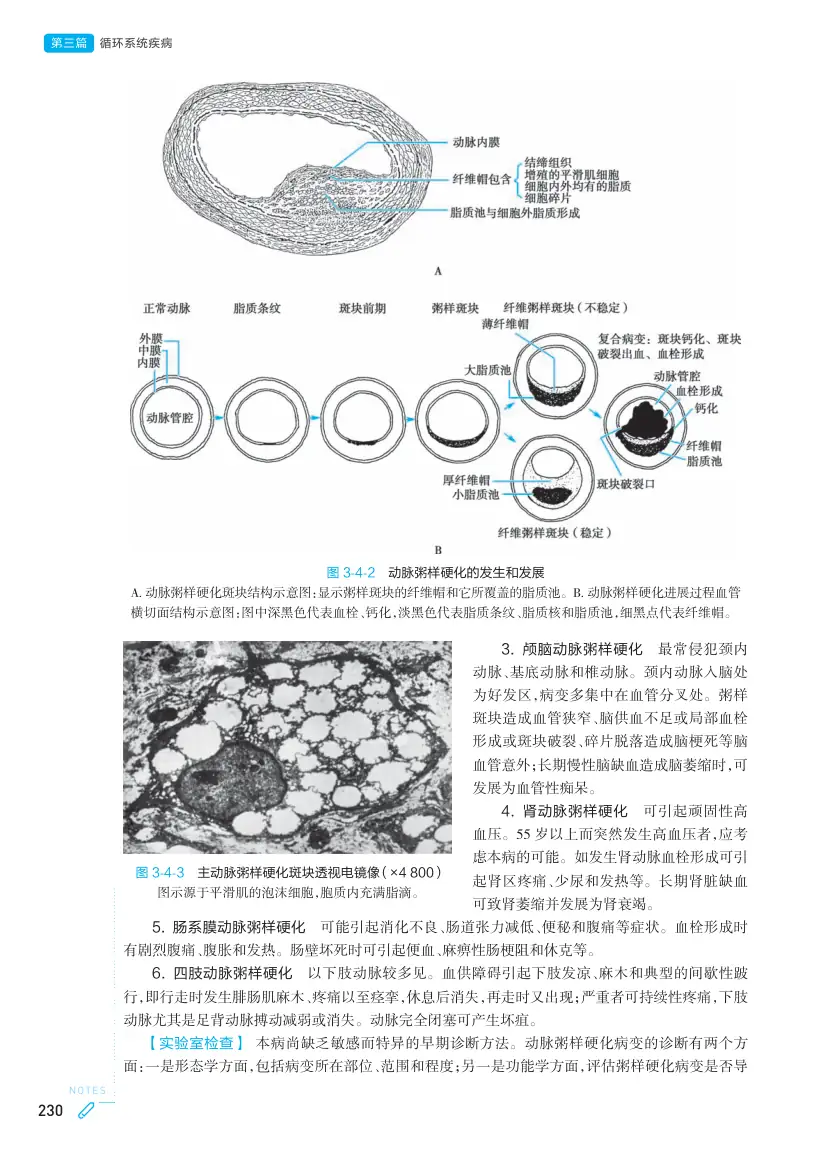 第三篇 循环系统疾病
动脉内膜
纤维帽包含
结缔组织
增殖的平滑肌细胞
细胞内外均有的脂质
细胞碎片
脂质池与细胞外脂质形成
A
正常动脉 脂质条纹 斑块前期 粥样斑块 纤维粥样斑块（不稳定）
薄纤维帽
外膜
中膜
内膜
复合病变：斑块钙化、斑块
破裂出血、血栓形成
大脂质池
动脉管腔
血栓形成
钙化
动脉管腔
纤维帽
脂质池
厚纤维帽
小脂质池
斑块破裂口
纤维粥样斑块（稳定）
B
图 3-4-2 动脉粥样硬化的发生和发展
A. 动脉粥样硬化斑块结构示意图；显示粥样斑块的纤维帽和它所覆盖的脂质池。B. 动脉粥样硬化进展过程血管
横切面结构示意图：图中深黑色代表血栓、钙化，淡黑色代表脂质条纹、脂质核和脂质池，细黑点代表纤维帽。
图 3-4-3 主动脉粥样硬化斑块透视电镜像（×4 800）
图示源于平滑肌的泡沫细胞，胞质内充满脂滴。
3. 颅脑动脉粥样硬化 最常侵犯颈内
动脉、基底动脉和椎动脉。颈内动脉入脑处
为好发区，病变多集中在血管分叉处。粥样
斑块造成血管狭窄、脑供血不足或局部血栓
形成或斑块破裂、碎片脱落造成脑梗死等脑
血管意外；长期慢性脑缺血造成脑萎缩时，可
发展为血管性痴呆。
4. 肾动脉粥样硬化 可引起顽固性高
血压。55 岁以上而突然发生高血压者，应考
虑本病的可能。如发生肾动脉血栓形成可引
起肾区疼痛、少尿和发热等。长期肾脏缺血
可致肾萎缩并发展为肾衰竭。
5. 肠系膜动脉粥样硬化 可能引起消化不良、肠道张力减低、便秘和腹痛等症状。血栓形成时
有剧烈腹痛、腹胀和发热。肠壁坏死时可引起便血、麻痹性肠梗阻和休克等。
6. 四肢动脉粥样硬化 以下肢动脉较多见。血供障碍引起下肢发凉、麻木和典型的间歇性跛
行，即行走时发生腓肠肌麻木、疼痛以至痉挛，休息后消失，再走时又出现；严重者可持续性疼痛，下肢
动脉尤其是足背动脉搏动减弱或消失。动脉完全闭塞可产生坏疽。
【实验室检查】 本病尚缺乏敏感而特异的早期诊断方法。动脉粥样硬化病变的诊断有两个方
面：一是形态学方面，包括病变所在部位、范围和程度；另一是功能学方面，评估粥样硬化病变是否导
NOTES
230